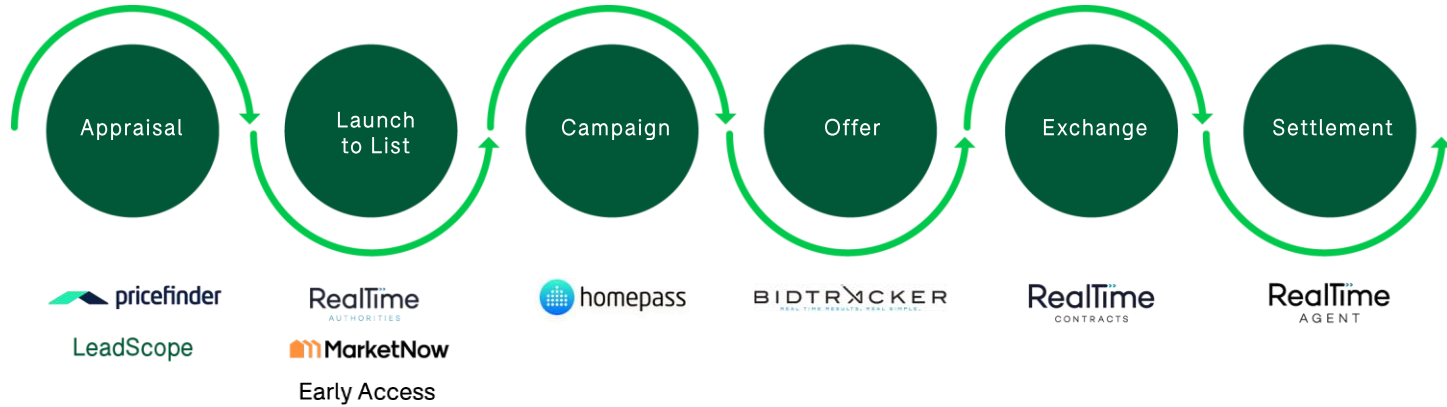 Appraisal
Launch
to List
Campaign
Offer
Exchange
Settlement
pricefinder
LeadScope
RealTime
AUTHORITIES
MarketNow
Early Access
homepass
BIDTRACKER
REAL TIME RESULTS. REAL SIMPLE.
RealTime
CONTRACTS
RealTime
AGENT